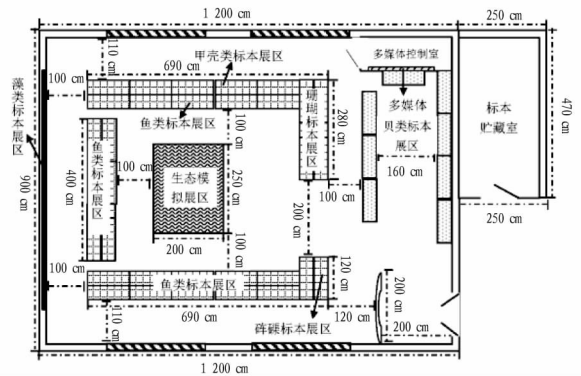 1 200 cm
250 cm
110 cm
690 cm
甲壳类标本展区
多媒体控制室
藻类标本展区
100 cm
鱼类标本展区
100 cm
珊瑚标本展区
280 cm
多媒体
贝类标本
展区
标本
贮藏室
470 cm
900 cm
400 cm
鱼类标本展区
100 cm
生态模
拟展区
250 cm
160 cm
100 cm
200 cm
250 cm
200 cm
100 cm
100 cm
鱼类标本展区
120 cm
200 cm
690 cm
120 cm
200 cm
110 cm
砗磲标本展区
1 200 cm